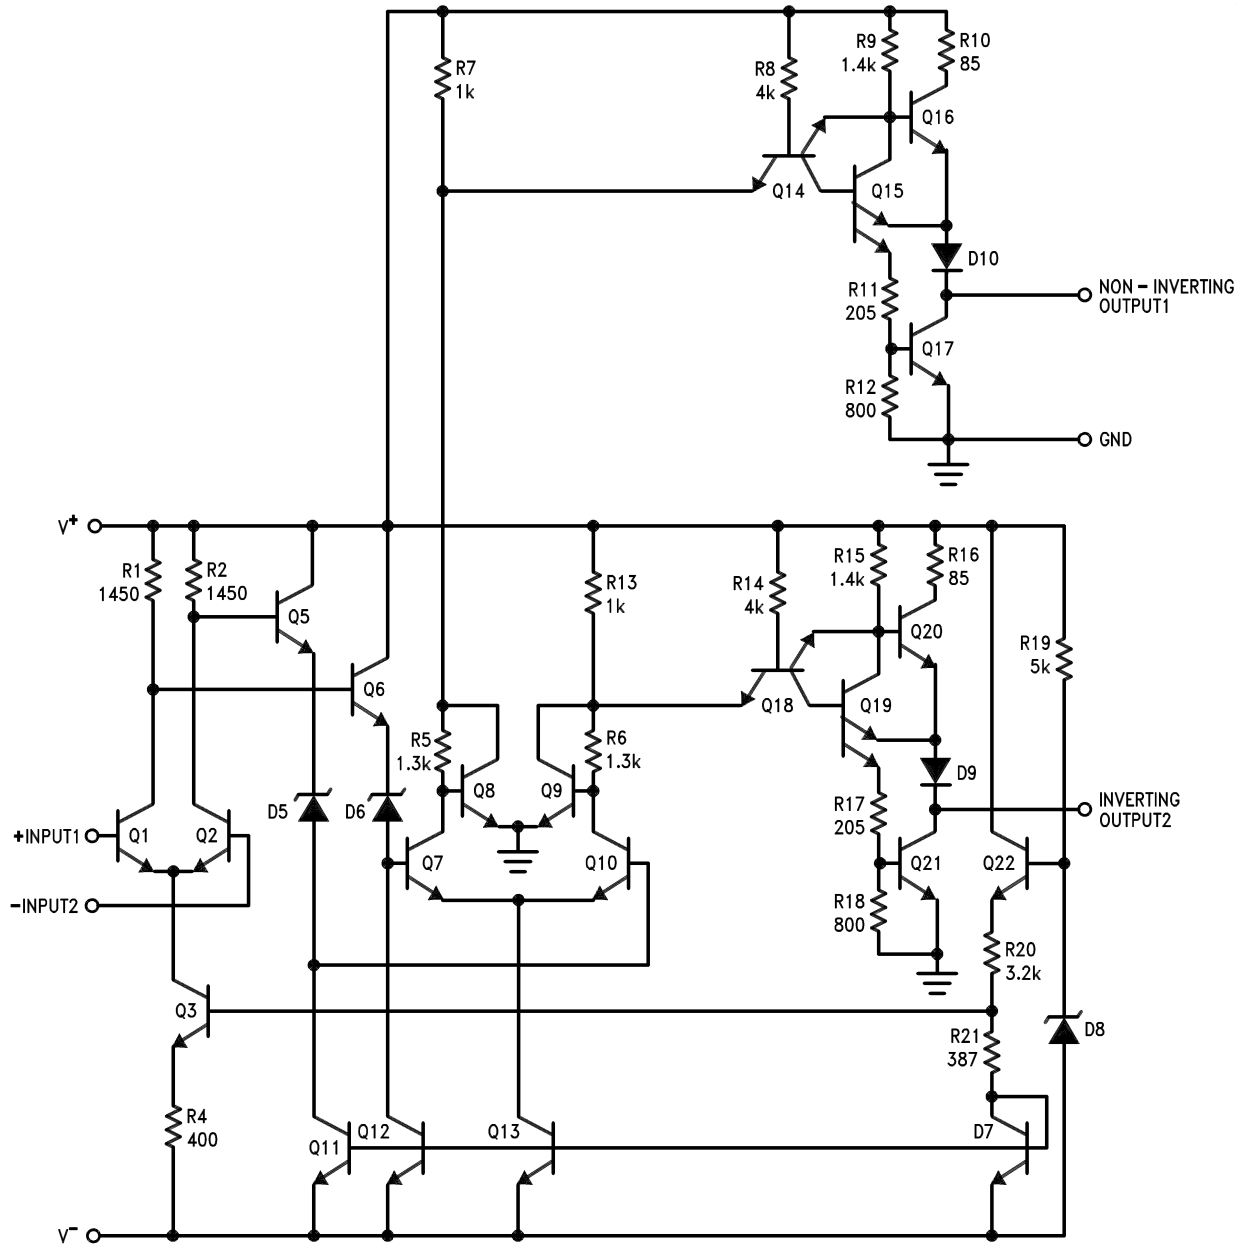 R7
1k
R8
4k
R9
1.4k
R10
85
Q16
Q14
Q15
D10
NON - INVERTING
OUTPUT1
R11
205
Q17
R12
800
GND
V+
R1
1450
R2
1450
Q5
Q6
R13
1k
R14
4k
R15
1.4k
R16
85
Q20
R19
5k
Q18
Q19
R5
1.3k
R6
1.3k
Q8
Q9
D9
D5
D6
R17
205
INVERTING
OUTPUT2
+INPUT1
Q1
Q2
Q7
Q10
Q21
Q22
-INPUT2
R18
800
R20
3.2k
Q3
R21
387
D8
R4
400
Q11
Q12
Q13
D7
V-